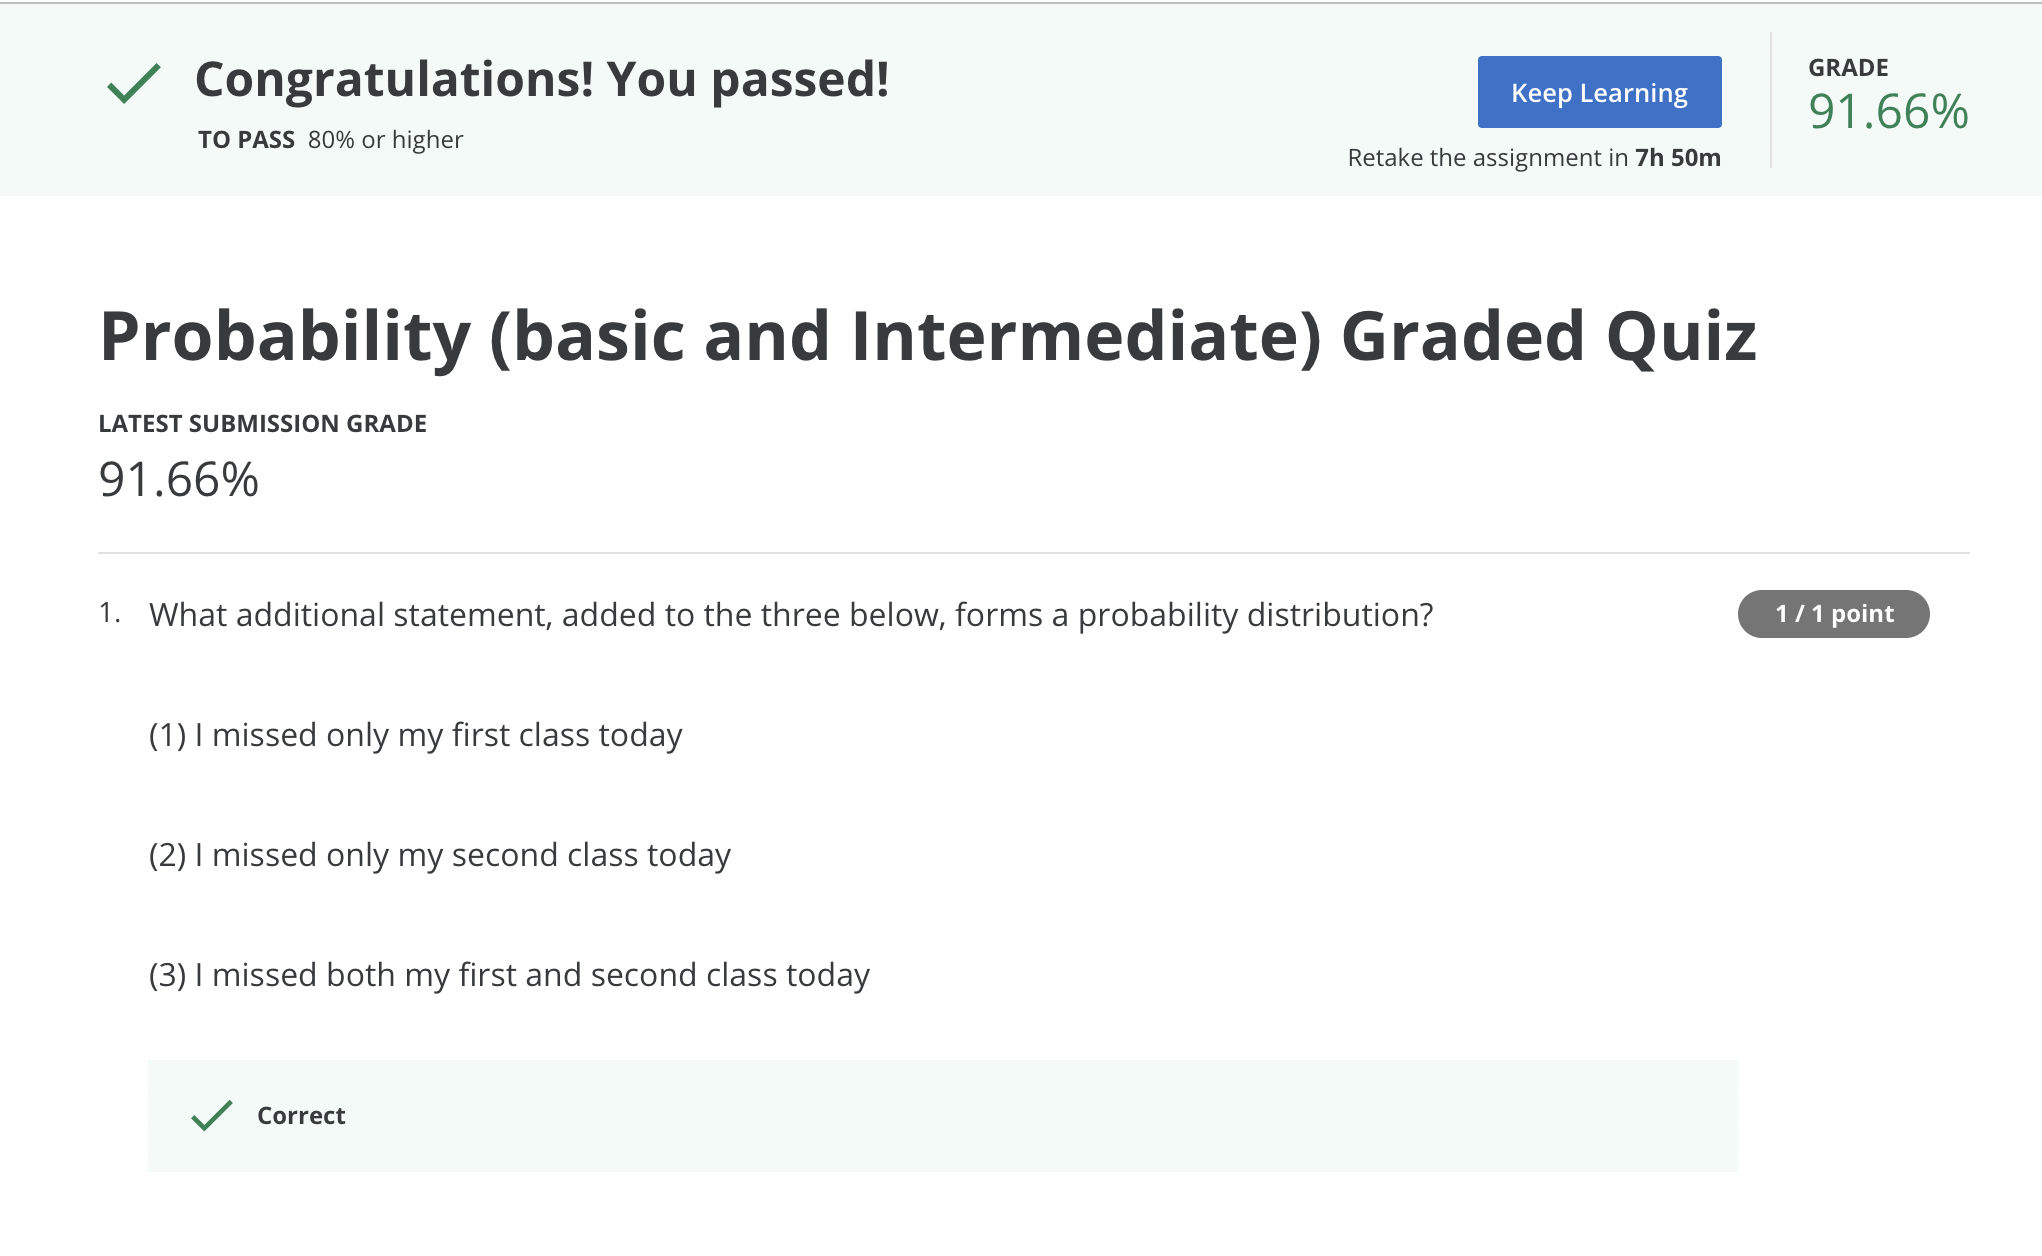 Congratulations! You passed!
TO PASS 80% or higher
Keep Learning
Retake the assignment in 7h 50m
GRADE
91.66%
Probability (basic and Intermediate) Graded Quiz
LATEST SUBMISSION GRADE
91.66%
1. What additional statement, added to the three below, forms a probability distribution?
1 / 1 point
(1) I missed only my first class today
(2) I missed only my second class today
(3) I missed both my first and second class today
Correct